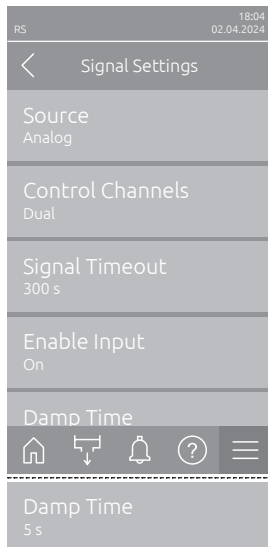 18:04
RS 02.04.2024
Signal Settings
Source
Analog
Control Channels
Dual
Signal Timeout
300 s
Enable Input
On
Damp Time
?
Damp Time
5 s